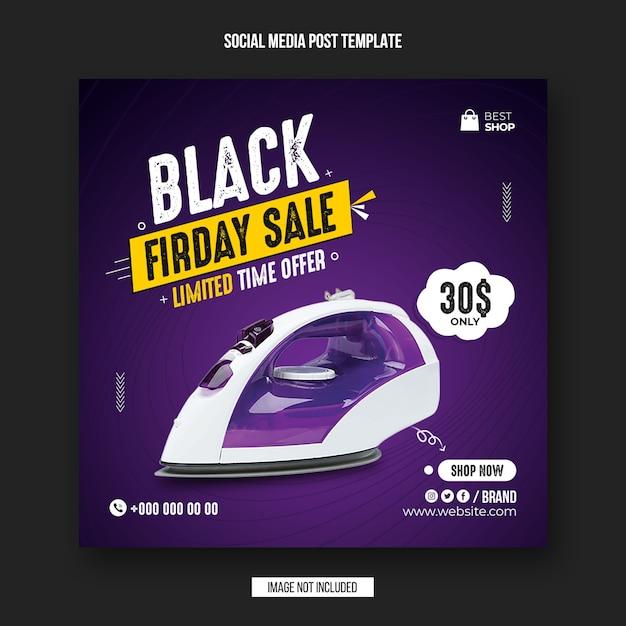 SOCIAL MEDIA POST TEMPLATE
BEST
SHOP
BLACK
FIRDAY SALE
LIMITED TIME OFFER
30$
ONLY
SHOP NOW
/ BRAND
+000 000 00 00
www.website.com
IMAGE NOT INCLUDED